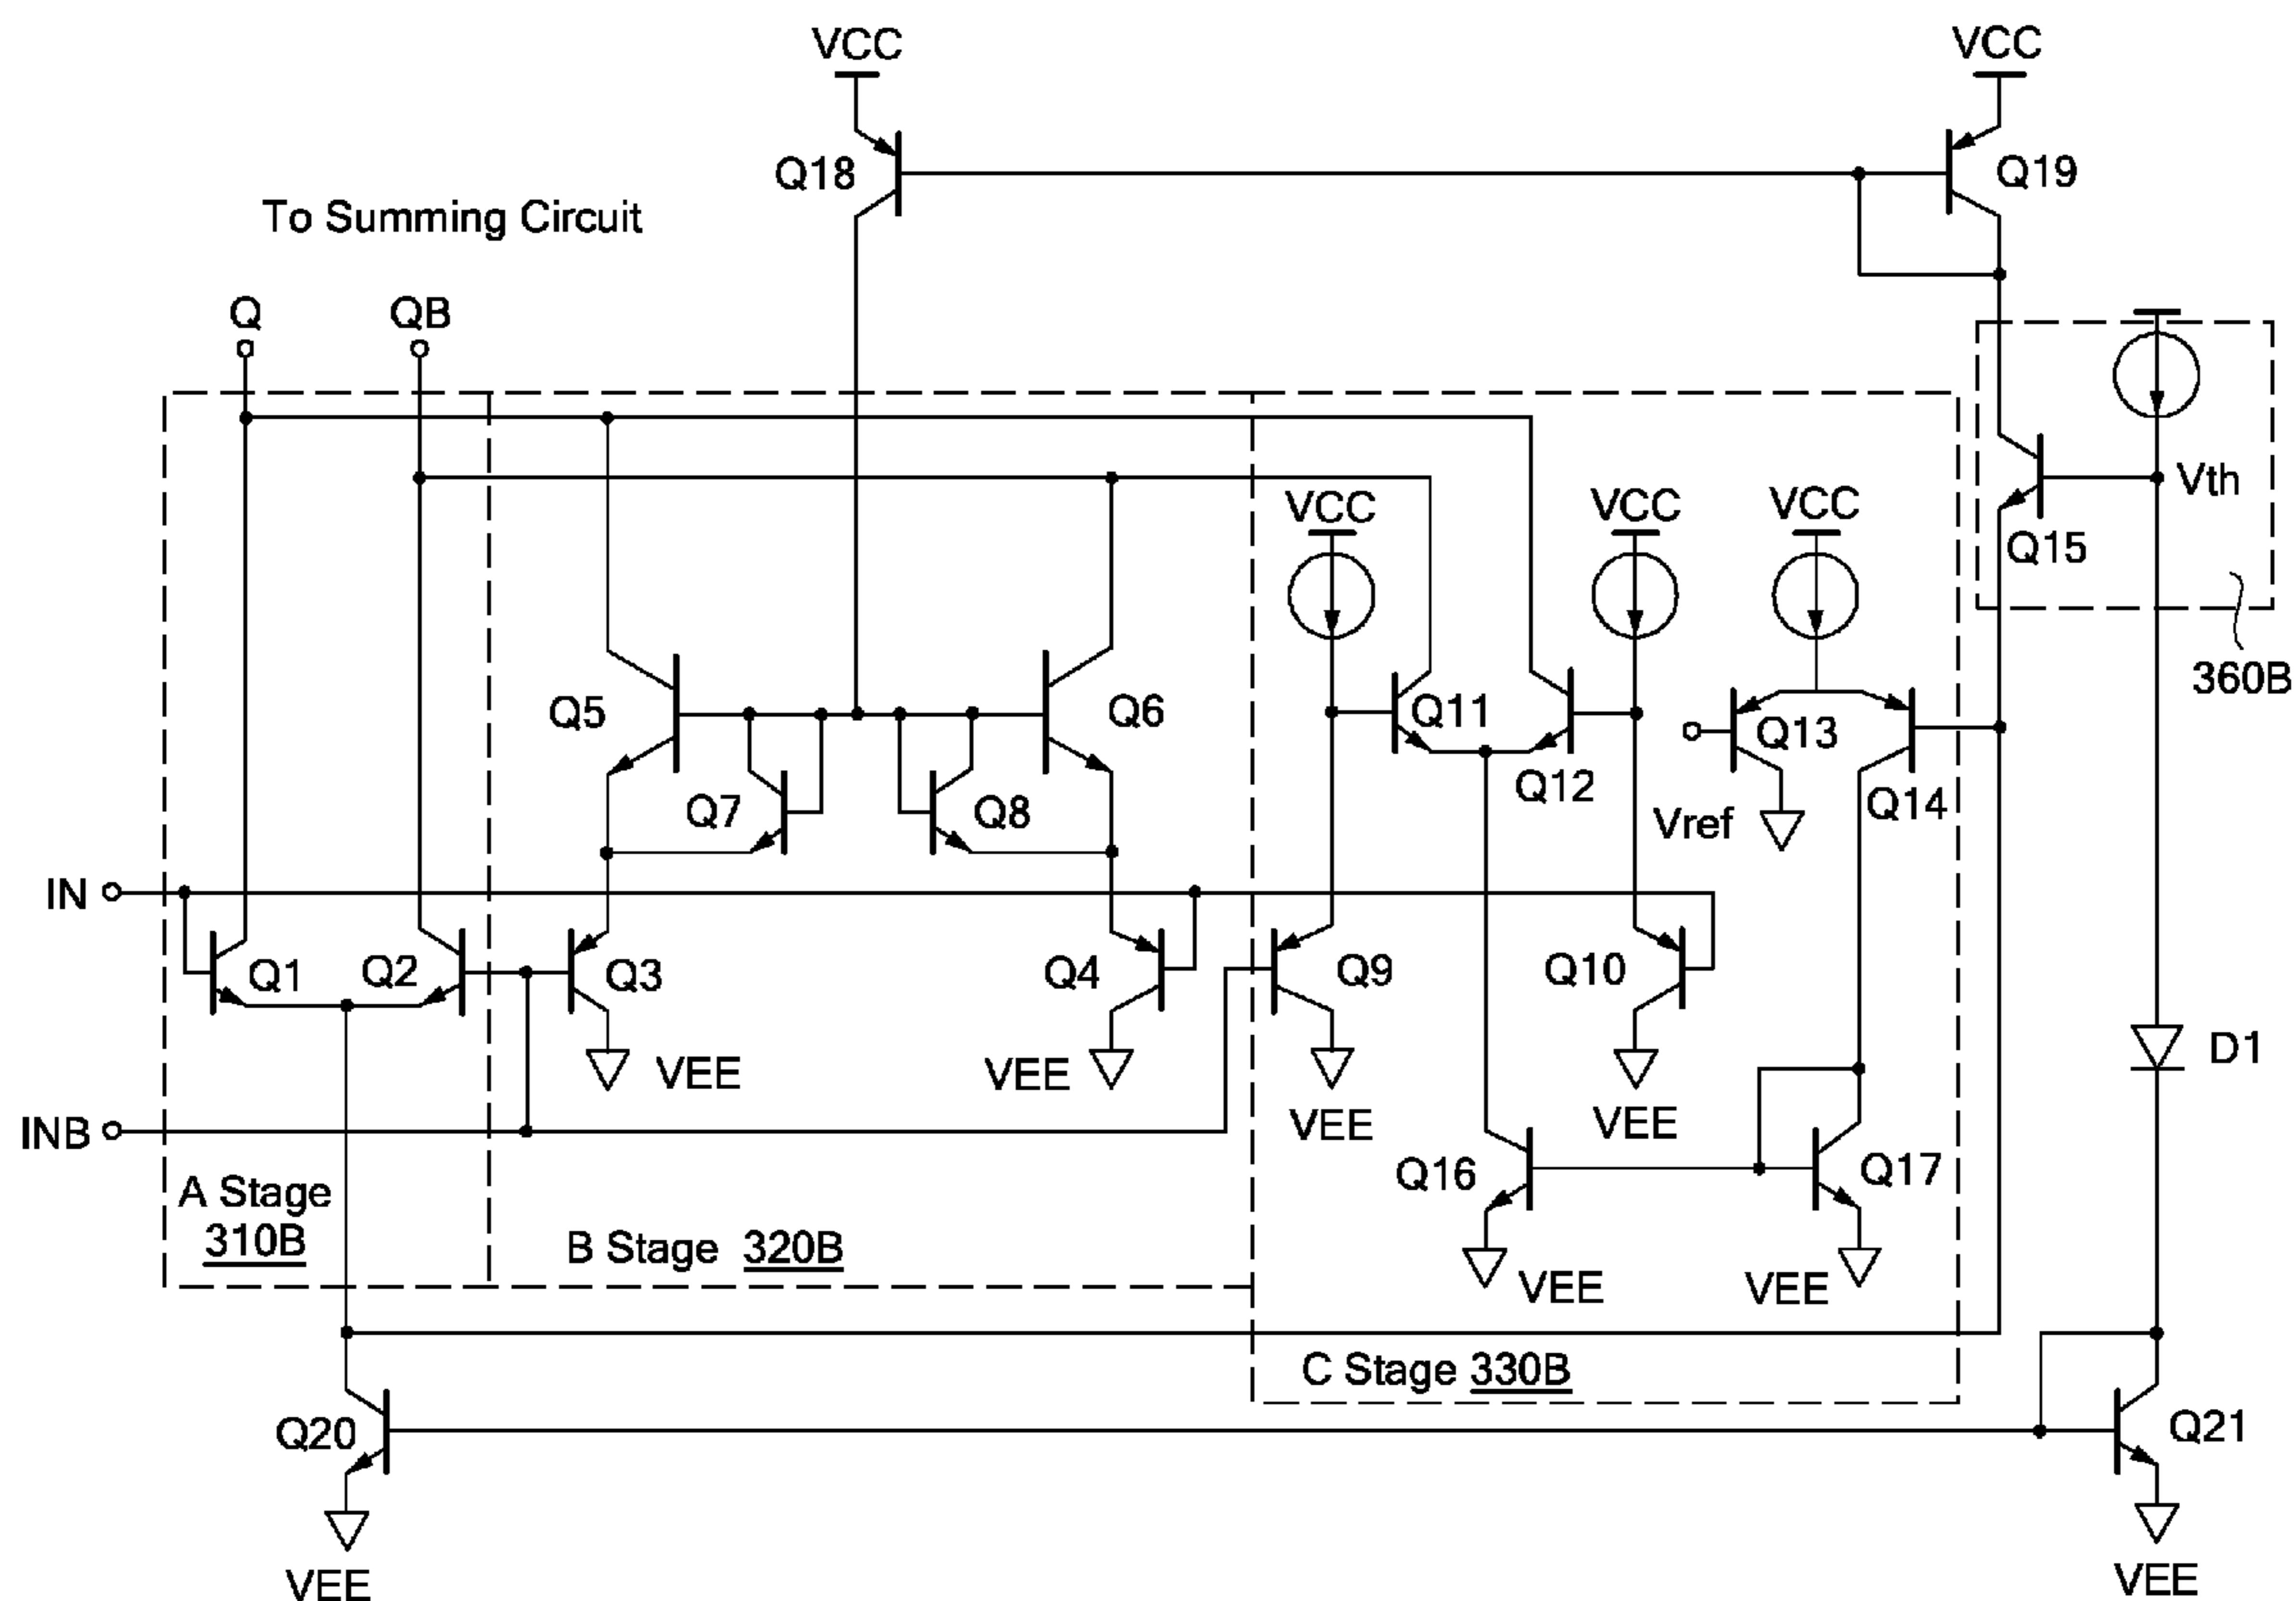 VCC
VCC
Q18
Q19
To Summing Circuit
Q
QB
Vth
VCC
VCC
VCC
Q15
360B
Q5
Q6
Q11
Q13
Q12
Q7
Q8
Q14
Vref
IN
Q1
Q2
Q3
Q4
Q9
Q10
D1
VEE
VEE
VEE
VEE
INB
Q16
Q17
A Stage
310B
B Stage 320B
VEE
VEE
C Stage 330B
Q20
Q21
VEE
VEE